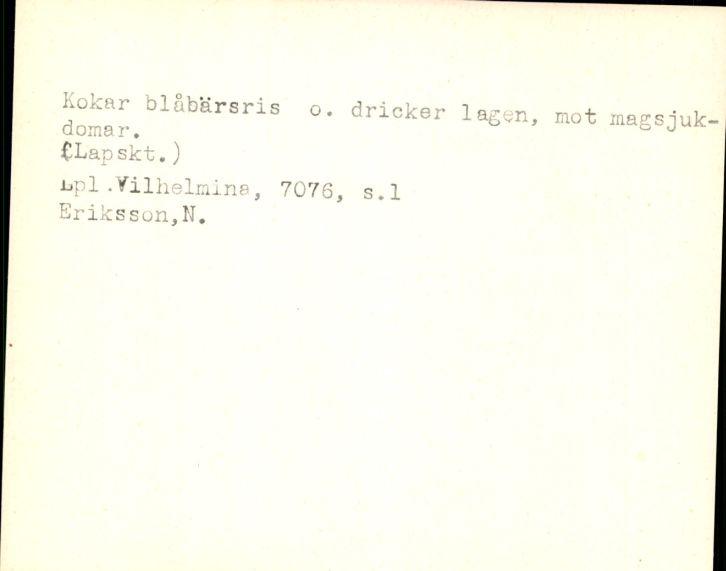 Kokar blåbärsris o. dricker lagen, mot magsjuk-
domar.
(Lapskt.)
Lpl.Vilhelmina, 7076, s.1
Eriksson,N.